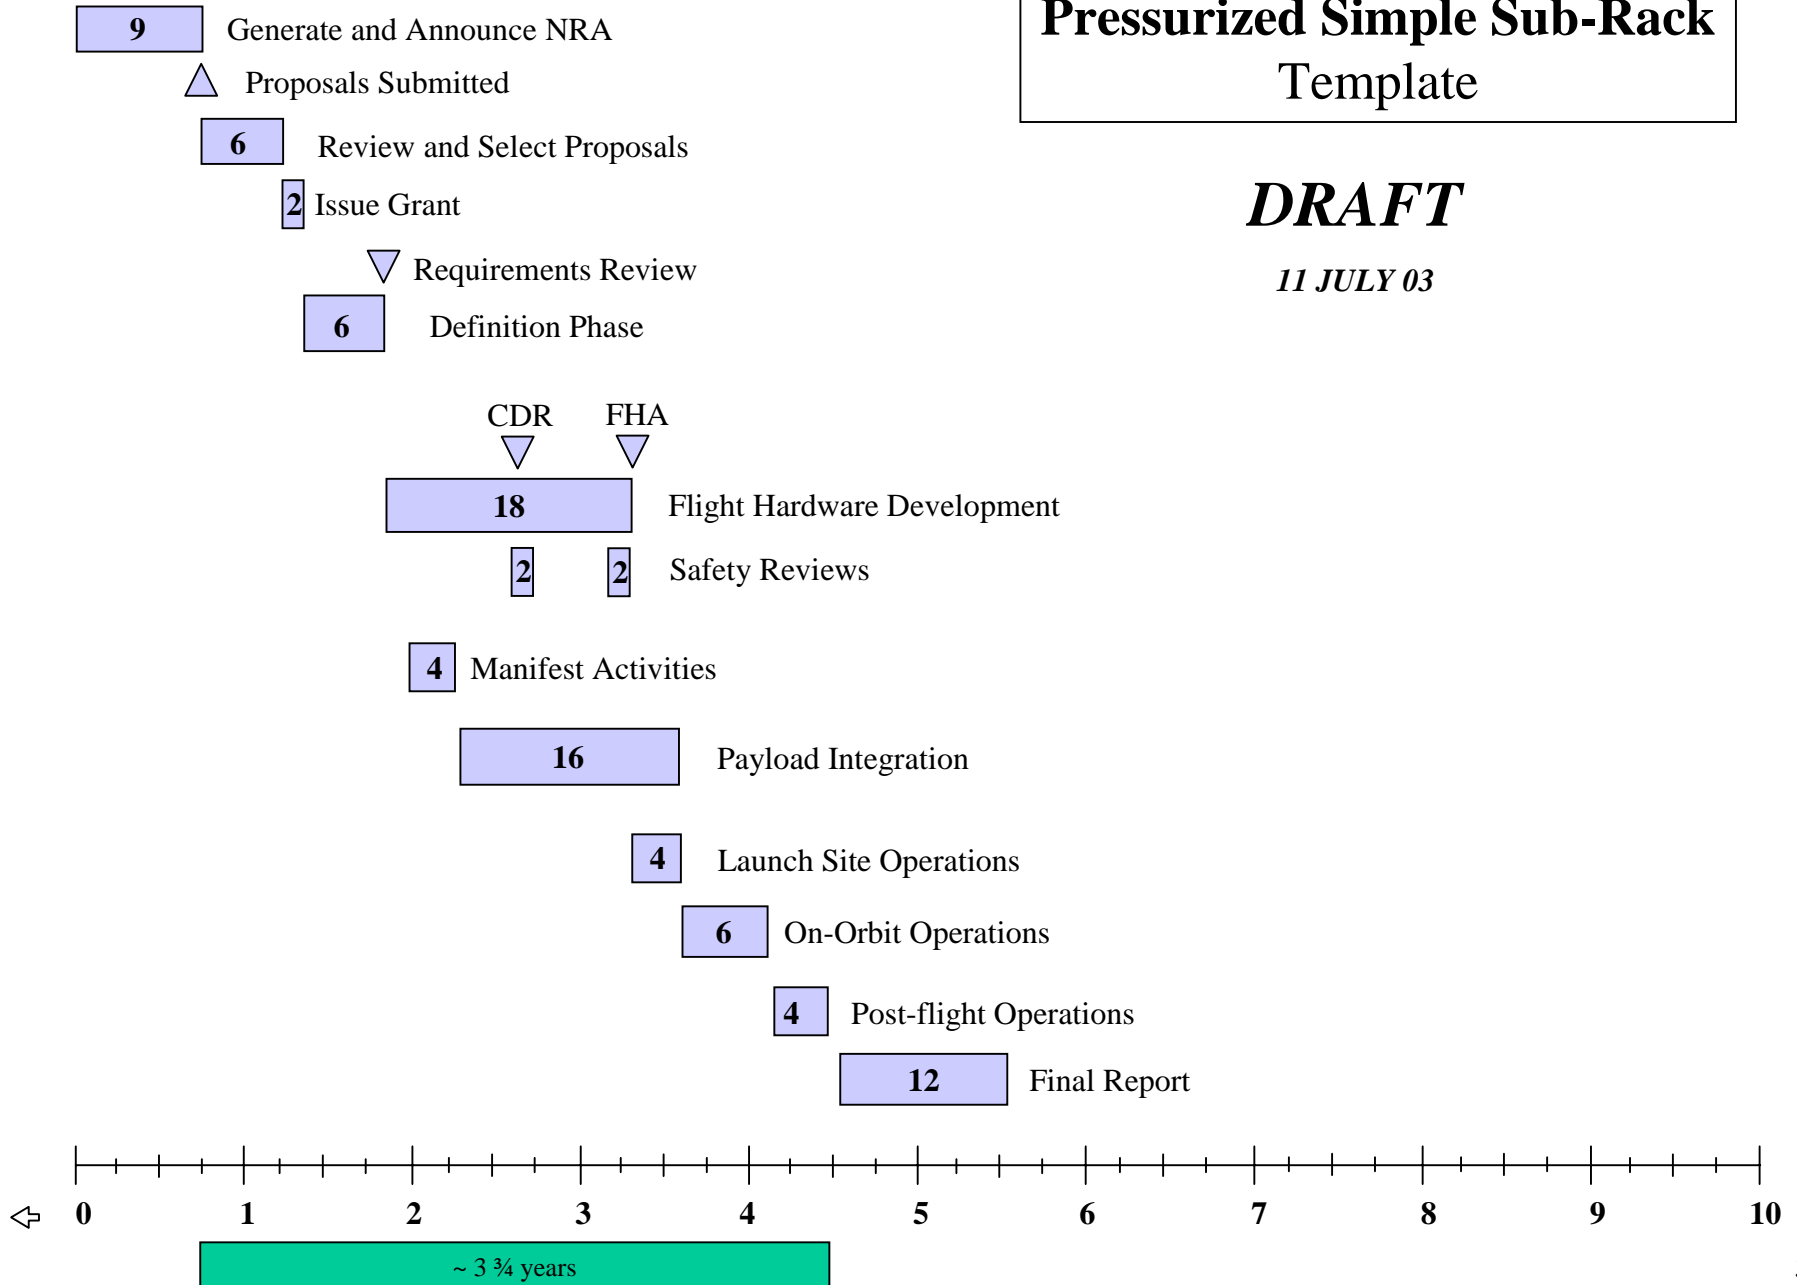 Pressurized Simple Sub-Rack
Template
DRAFT
11 JULY 03
9 Generate and Announce NRA
Proposals Submitted
6 Review and Select Proposals
2 Issue Grant
Requirements Review
6 Definition Phase
CDR FHA
18 Flight Hardware Development
2 2 Safety Reviews
4 Manifest Activities
16 Payload Integration
4 Launch Site Operations
6 On-Orbit Operations
4 Post-flight Operations
12 Final Report
0 1 2 3 4 5 6 7 8 9 10
~ 3 ¾ years